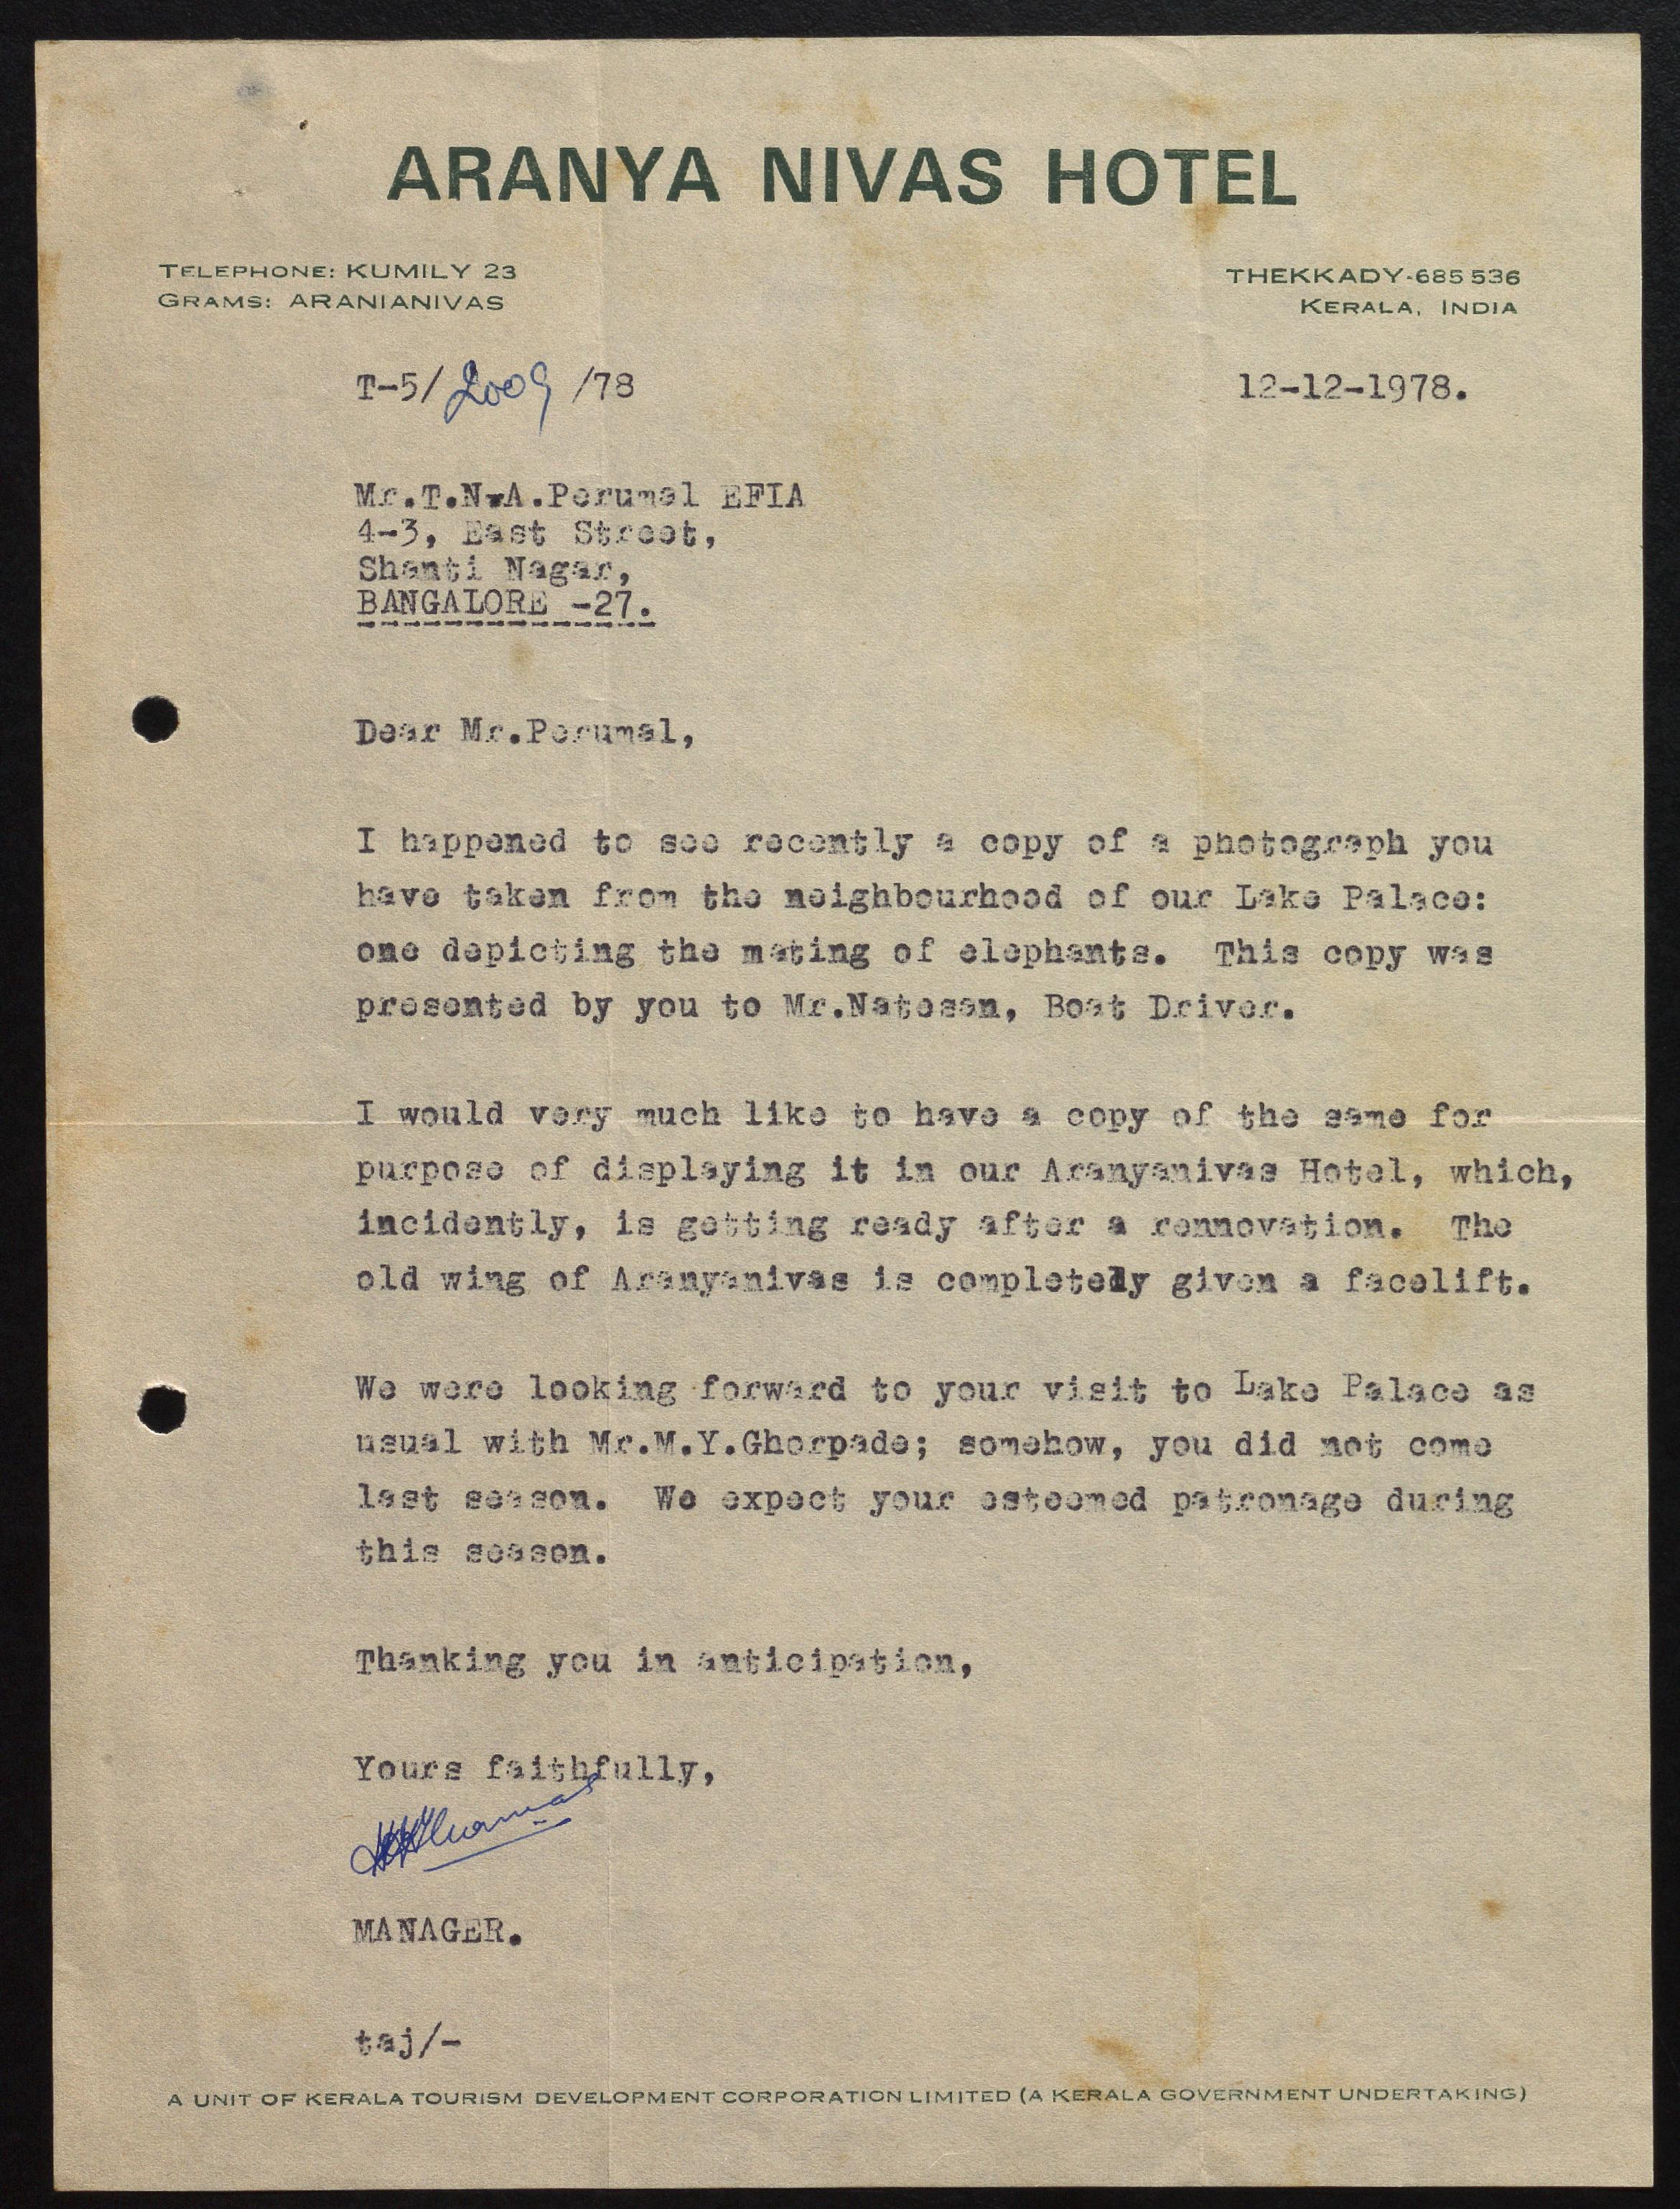 ARANYA NIVAS HOTEL
TELEPHONE: KUMILY 23
GRAMS: ARANIANIVAS
THEKKADY-685 536
KERALA, INDIA
T-5/2009/78
12-12-1978.
Mr.T.N.A.Perumal EFIA
4-3, East Street,
Shanti Nagar,
BANGALORE -27.
Dear Mr.Perumal,
I happened to see recently a copy of a photograph you
have taken from the neighbourhood of our Lake Palace:
one depicting the mating of elephants. This copy was
presented by you to Mr.Natesan, Boat Driver.
I would very much like to have a copy of the same for
purpose of displaying it in our Aranyanivas Hotel, which,
incidently, is getting ready after a rennovation. The
old wing of Aranyanivas is completely given a facelift.
We were looking forward to your visit to Lake Palace as
usual with Mr.M.Y.Ghorpade; somehow, you did not come
last season. We expect your esteemed patronage during
this season.
Thanking you in anticipation,
Yours faithfully,
MANAGER.
taj/-
A UNIT OF KERALA TOURISM DEVELOPMENT CORPORATION LIMITED (A KERALA GOVERNMENT UNDERTAKING)